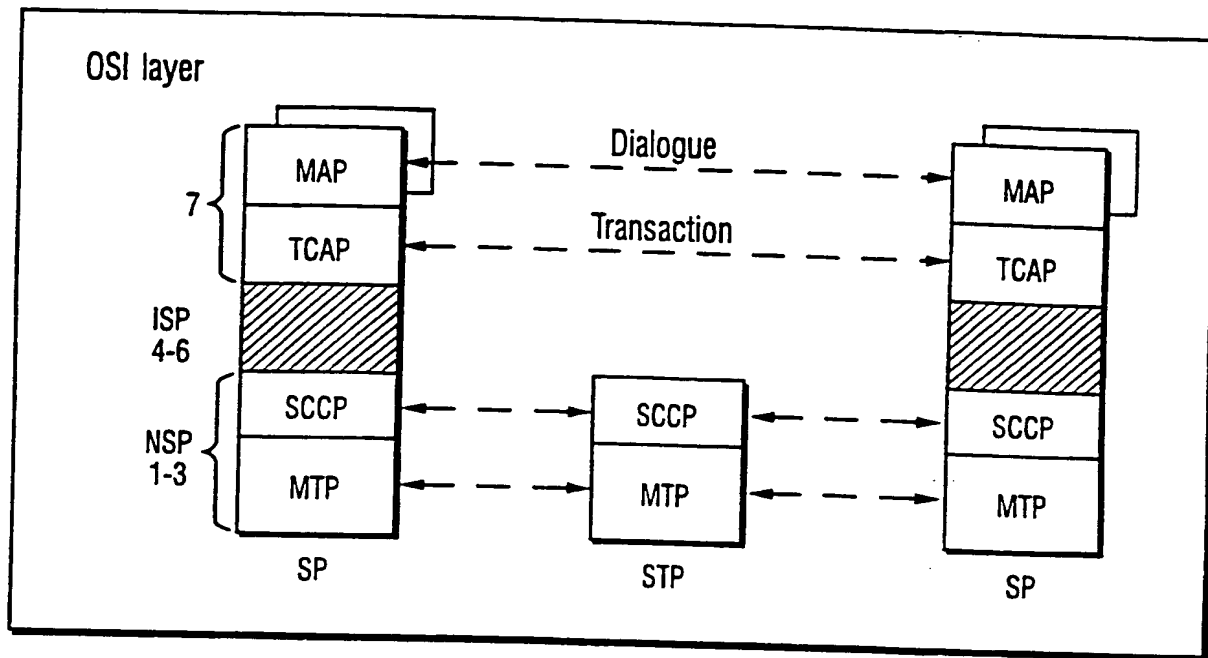 OSI layer
Dialogue
MAP
MAP
7
Transaction
TCAP
TCAP
ISP
4-6
SCCP
SCCP
SCCP
NSP
1-3
MTP
MTP
MTP
SP
STP
SP